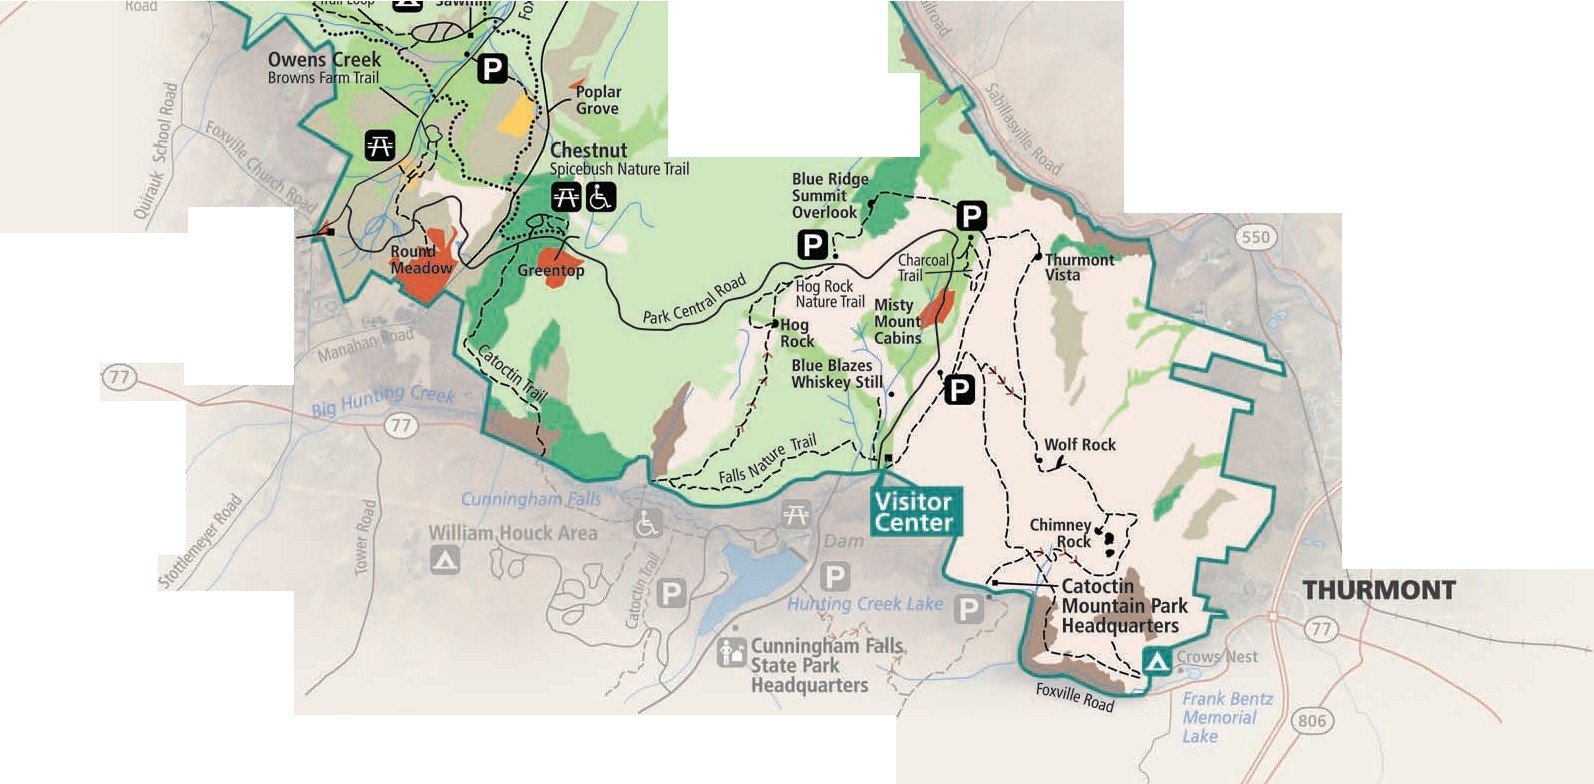 Road
Trail Loop
Sawmill
Owens Creek
Browns Farm Trail
P
Poplar
Grove
Quirauk School Road
Foxville Church Road
Chestnut
Spicebush Nature Trail
Sabillasville Road
Blue Ridge
Summit
Overlook
P
P
550
Round
Meadow
Greentop
Charcoal
Trail
Thurmont
Vista
Park Central Road
Hog Rock
Nature Trail
Misty
Mount
Cabins
Hog
Rock
Manahan Road
Catoctin Trail
Blue Blazes
Whiskey Still
P
77
Big Hunting Creek
77
Falls Nature Trail
Wolf Rock
Visitor
Center
Cunningham Falls
William Houck Area
Stottlemeyer Road
Tower Road
Chimney
Rock
Dam
Catoctin Trail
P
P
Hunting Creek Lake
P
Catoctin
Mountain Park
Headquarters
THURMONT
77
Cunningham Falls
State Park
Headquarters
Crows Nest
Foxville Road
Frank Bentz
Memorial
Lake
806